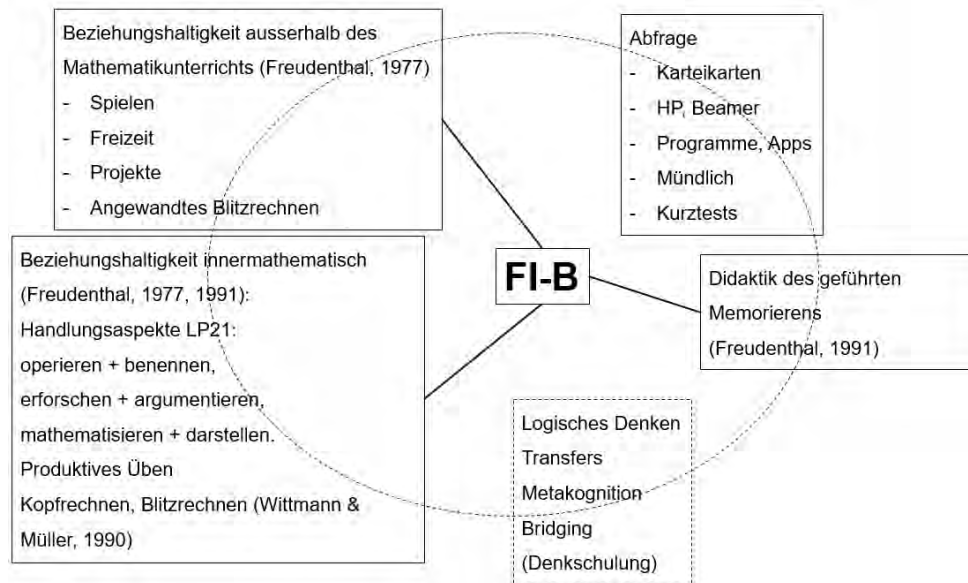 Beziehungshaltigkeit ausserhalb des
Mathematikunterrichts (Freudenthal, 1977)
- Spielen
- Freizeit
- Projekte
- Angewandtes Blitzrechnen
Abfrage
- Karteikarten
- HP, Beamer
- Programme, Apps
- Mündlich
- Kurztests
Beziehungshaltigkeit innermathematisch
(Freudenthal, 1977, 1991):
Handlungsaspekte LP21:
operieren + benennen,
erforschen + argumentieren,
mathematisieren + darstellen.
Produktives Üben
Kopfrechnen, Blitzrechnen (Wittmann &
Müller, 1990)
FI-B
Didaktik des geführten
Memorierens
(Freudenthal, 1991)
Logisches Denken
Transfers
Metakognition
Bridging
(Denkschulung)